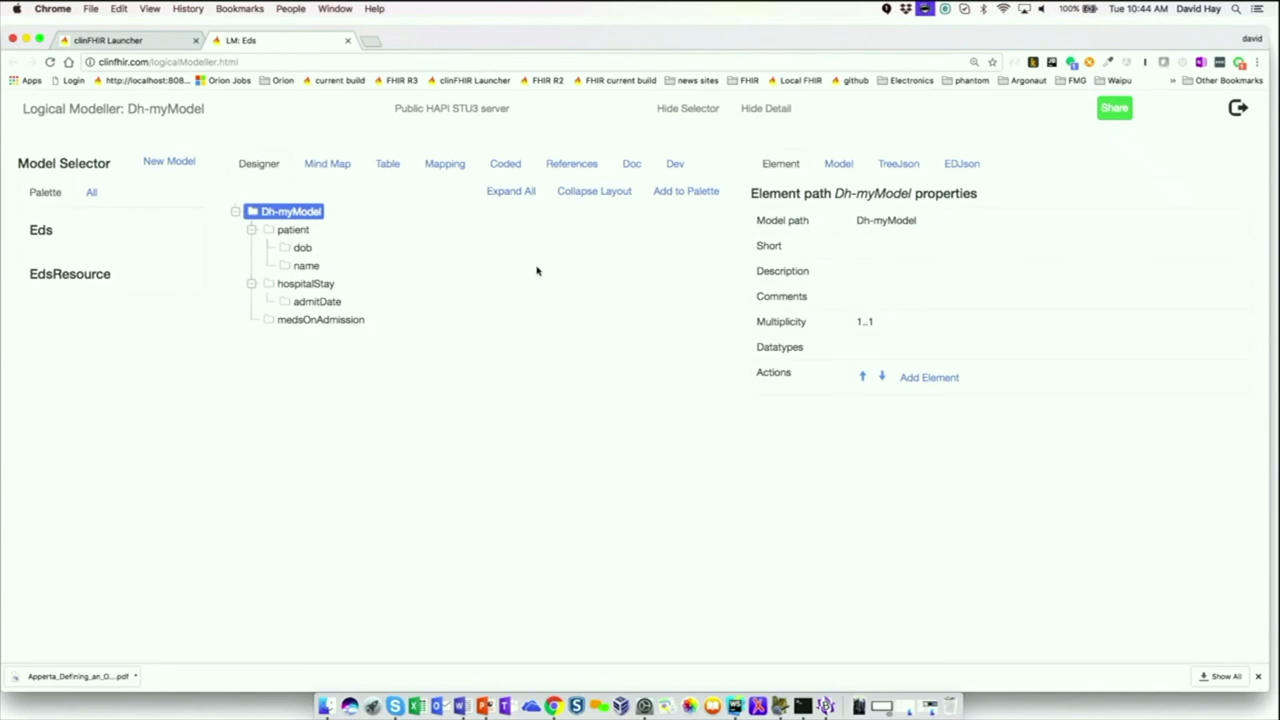 Chrome File Edit View History Bookmarks People Window Help 100% Tue 10:44 AM David Hay
clinFHIR Launcher LM: Eds david
clinfhir.com/logicalModeller.html
Apps Login http://localhost:808... Orion Jobs Orion current build FHIR R3 clinFHIR Launcher FHIR R2 FHIR current build news sites FHIR Local FHIR github Electronics phantom Argonaut FMG Waipu » Other Bookmarks
Logical Modeller: Dh-myModel Public HAPI STU3 server Hide Selector Hide Detail Share
Model Selector New Model Designer Mind Map Table Mapping Coded References Doc Dev Element Model TreeJson EDJson
Palette All Expand All Collapse Layout Add to Palette Element path Dh-myModel properties
Dh-myModel
Model path Dh-myModel
Eds patient
dob Short
name
EdsResource Description
hospitalStay
Comments
admitDate
medsOnAdmission Multiplicity 1..1
Datatypes
Actions Add Element
Apperta_Defining_an_O....pdf Show All